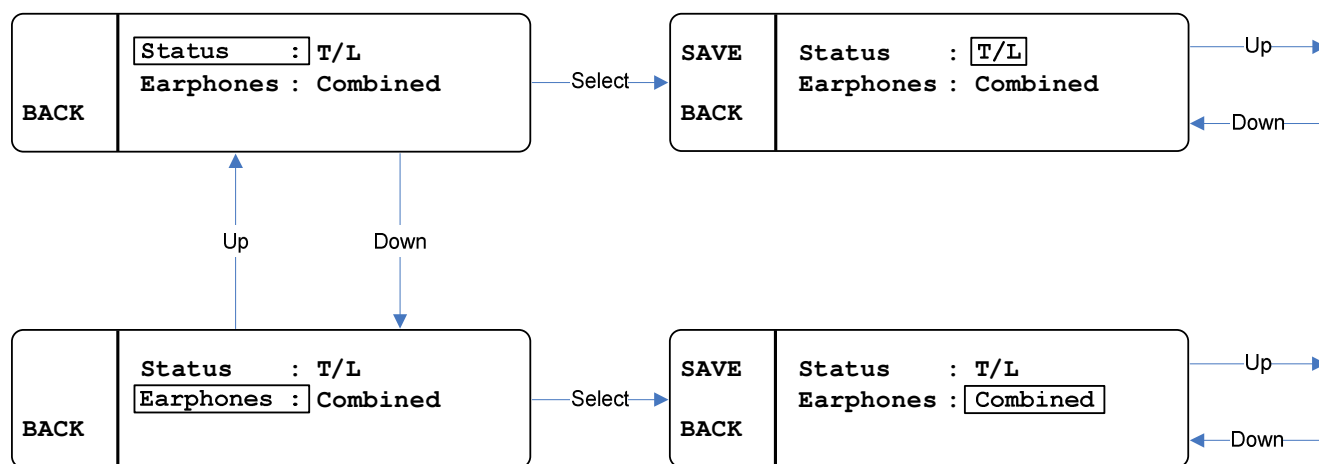 Status : T/L
Earphones : Combined
BACK
Select
SAVE
Status : T/L
Earphones : Combined
BACK
Up
Down
Up
Down
Status : T/L
Earphones : Combined
BACK
Select
SAVE
Status : T/L
Earphones : Combined
BACK
Up
Down